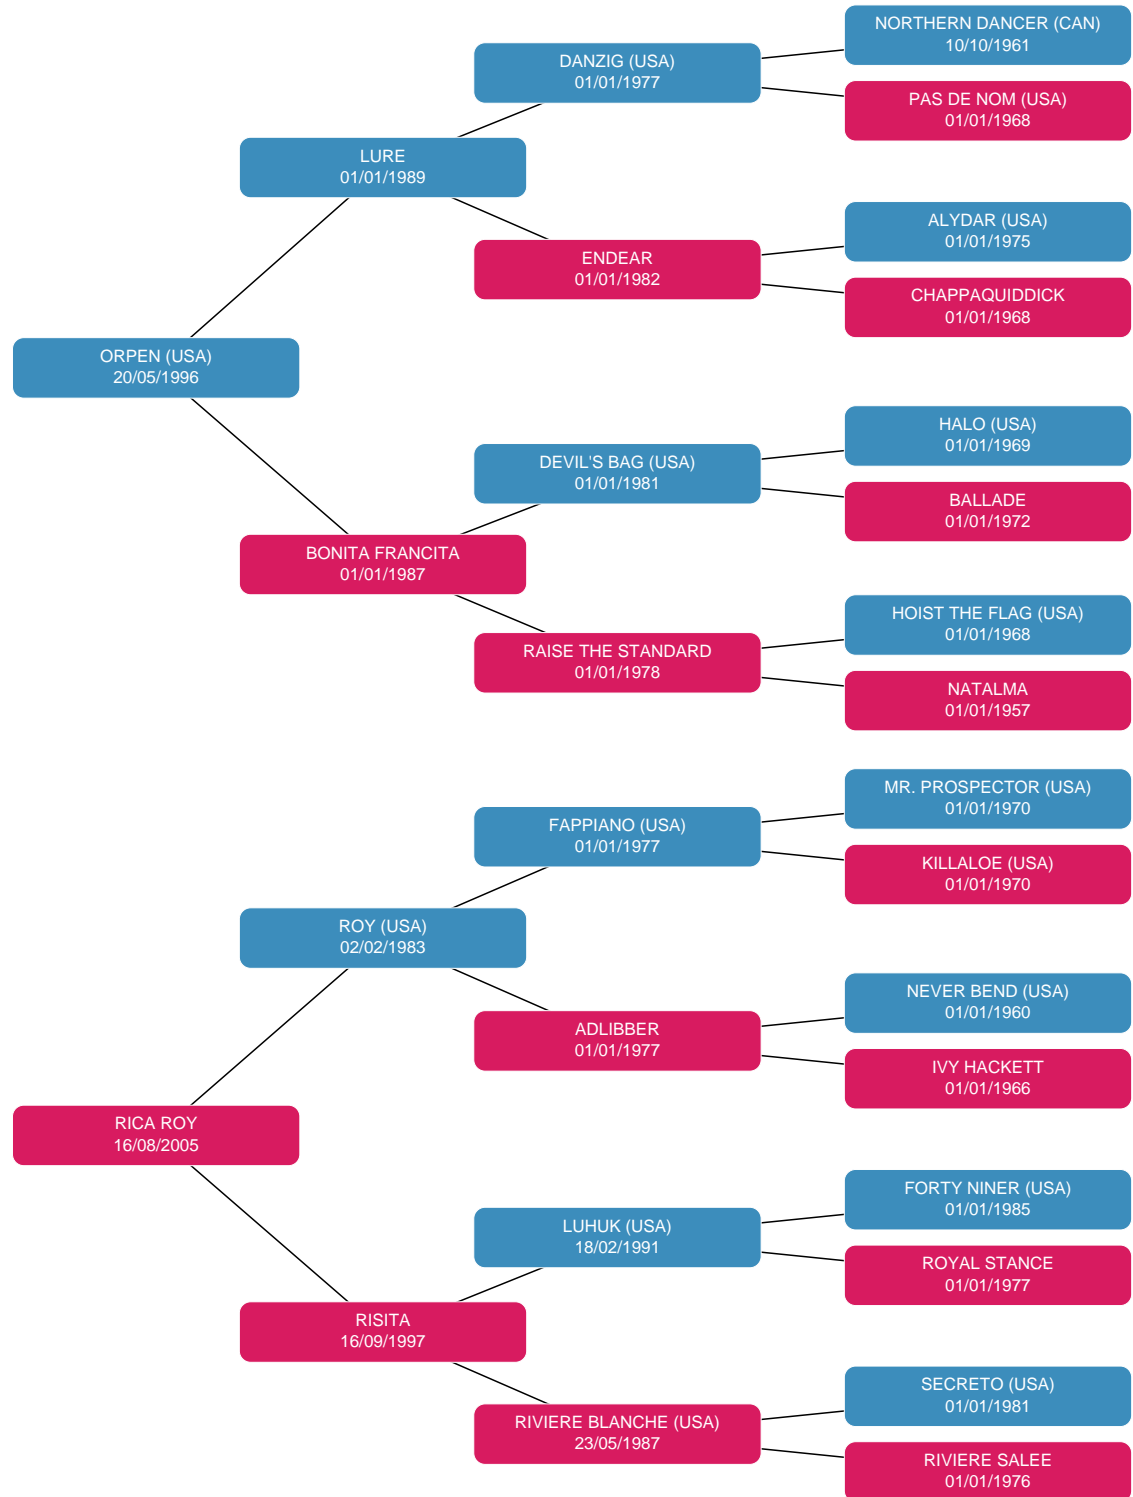 NORTHERN DANCER (CAN)
10/10/1961
DANZIG (USA)
01/01/1977
PAS DE NOM (USA)
01/01/1968
LURE
01/01/1989
ALYDAR (USA)
01/01/1975
ENDEAR
01/01/1982
CHAPPAQUIDDICK
01/01/1968
ORPEN (USA)
20/05/1996
HALO (USA)
01/01/1969
DEVIL'S BAG (USA)
01/01/1981
BALLADE
01/01/1972
BONITA FRANCITA
01/01/1987
HOIST THE FLAG (USA)
01/01/1968
RAISE THE STANDARD
01/01/1978
NATALMA
01/01/1957
MR. PROSPECTOR (USA)
01/01/1970
FAPPIANO (USA)
01/01/1977
KILLALOE (USA)
01/01/1970
ROY (USA)
02/02/1983
NEVER BEND (USA)
01/01/1960
ADLIBBER
01/01/1977
IVY HACKETT
01/01/1966
RICA ROY
16/08/2005
FORTY NINER (USA)
01/01/1985
LUHUK (USA)
18/02/1991
ROYAL STANCE
01/01/1977
RISITA
16/09/1997
SECRETO (USA)
01/01/1981
RIVIERE BLANCHE (USA)
23/05/1987
RIVIERE SALEE
01/01/1976